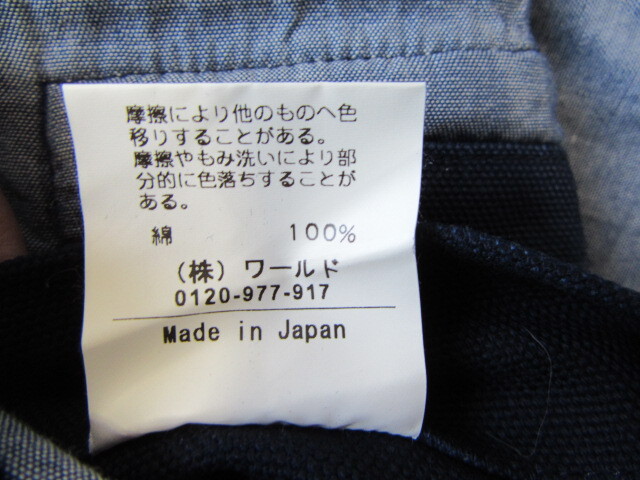 摩擦により他のものへ色
移りすることがある。
摩擦やもみ洗いにより部
分的に色落ちすることが
ある。
綿 100%
(株) ワールド
0120-977-917
Made in Japan